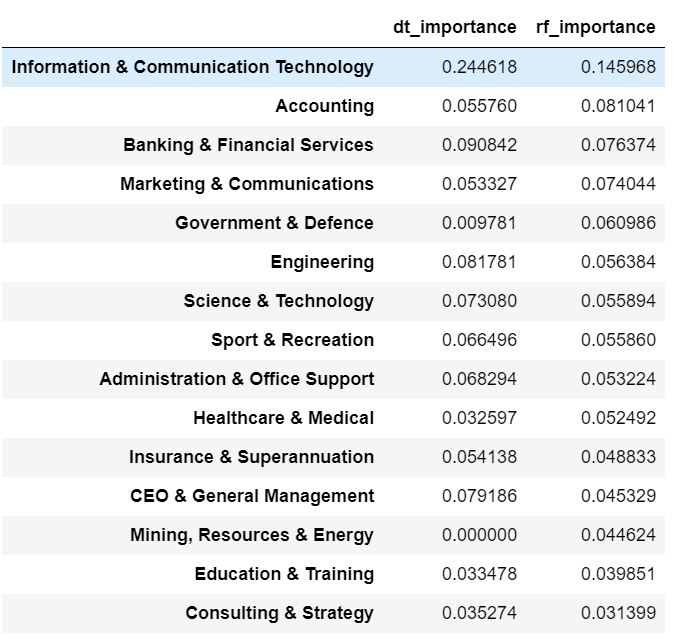 dt_importance rf_importance
Information & Communication Technology 0.244618 0.145968
Accounting 0.055760 0.081041
Banking & Financial Services 0.090842 0.076374
Marketing & Communications 0.053327 0.074044
Government & Defence 0.009781 0.060986
Engineering 0.081781 0.056384
Science & Technology 0.073080 0.055894
Sport & Recreation 0.066496 0.055860
Administration & Office Support 0.068294 0.053224
Healthcare & Medical 0.032597 0.052492
Insurance & Superannuation 0.054138 0.048833
CEO & General Management 0.079186 0.045329
Mining, Resources & Energy 0.000000 0.044624
Education & Training 0.033478 0.039851
Consulting & Strategy 0.035274 0.031399